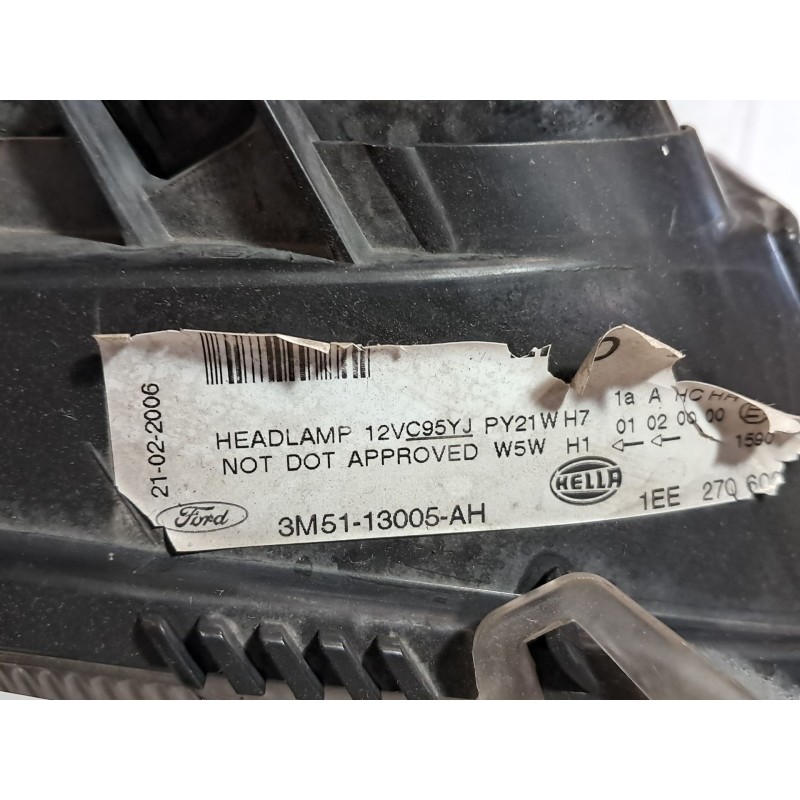 21-02-2006
HEADLAMP 12VC95YJ PY21W H7
NOT DOT APPROVED W5W H1
1a A HC HR
01 02 00 00
1590
Ford
3M51-13005-AH
HELLA
1EE 270